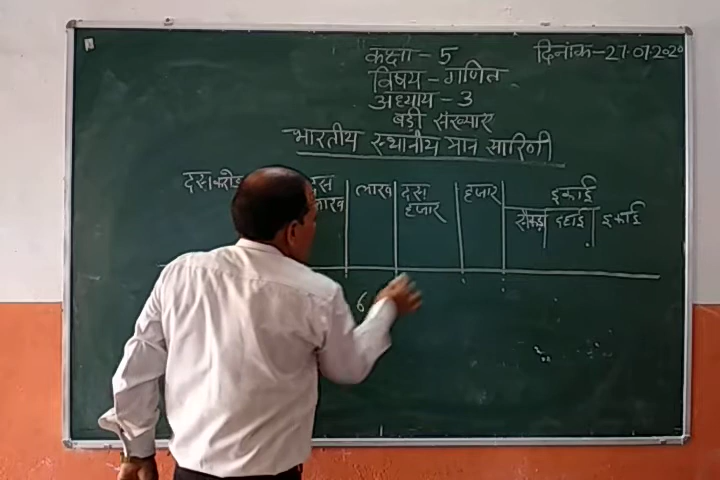 कक्षा - 5
दिनांक - 27.07.2020
विषय - गणित
अध्याय - 3
बडी संख्याए
भारतीय स्थानीय मान सारिणी
दस करोड़ दस लाख लाख दस हजार हजार इकाई
सैकड़ा दहाई इकाई
6